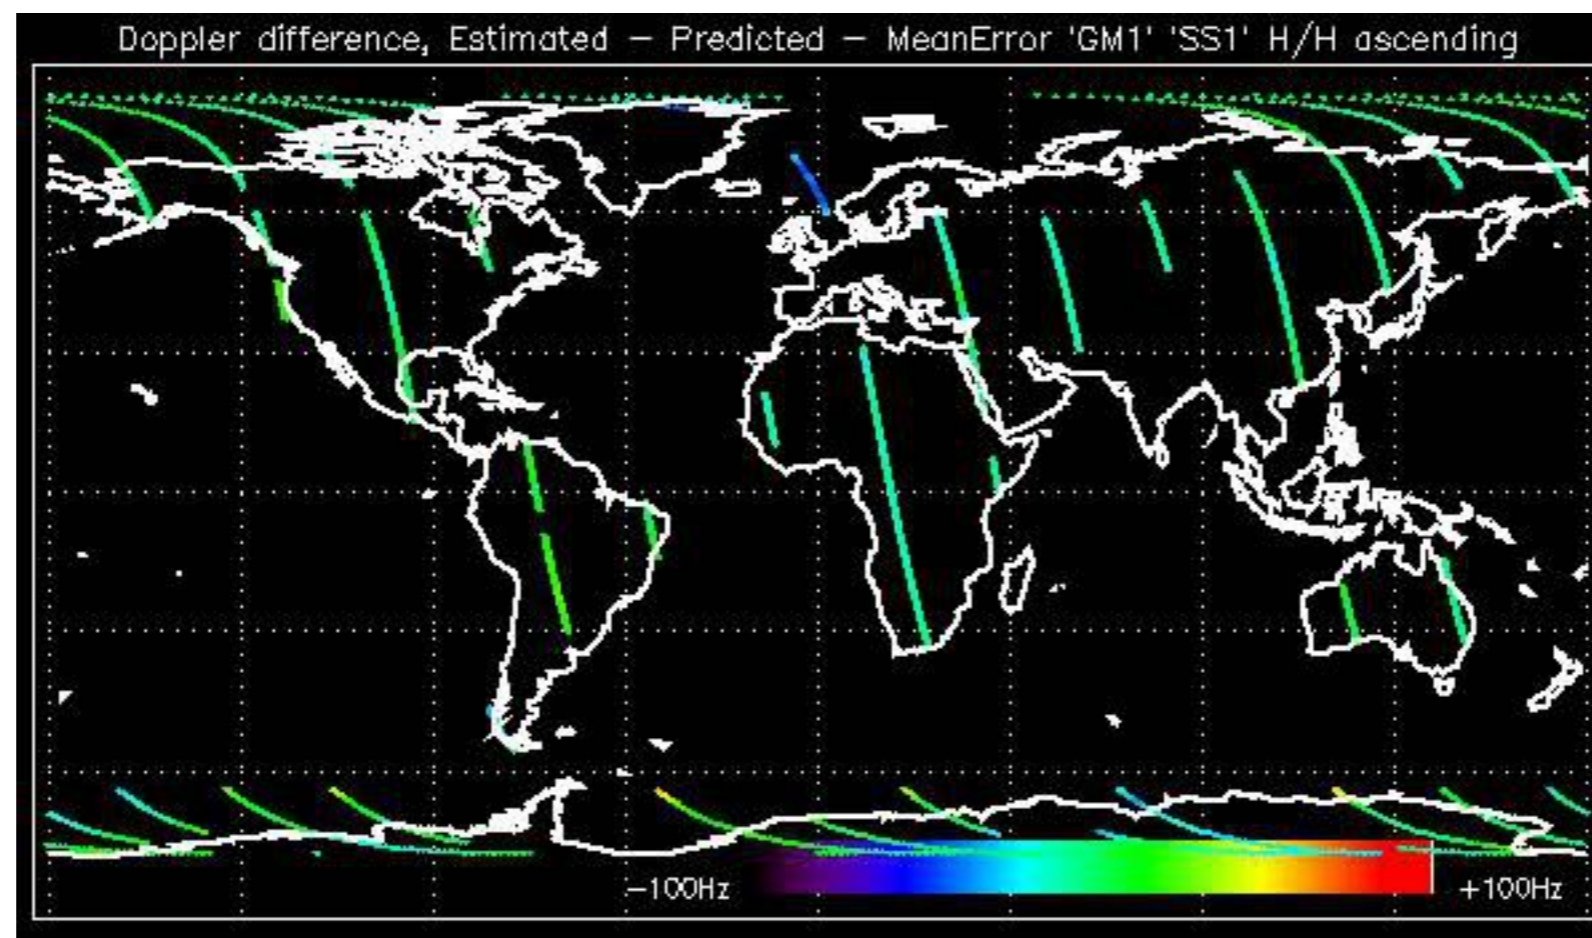 Doppler difference, Estimated – Predicted – MeanError 'GM1' 'SS1' H/H ascending
–100Hz
+100Hz